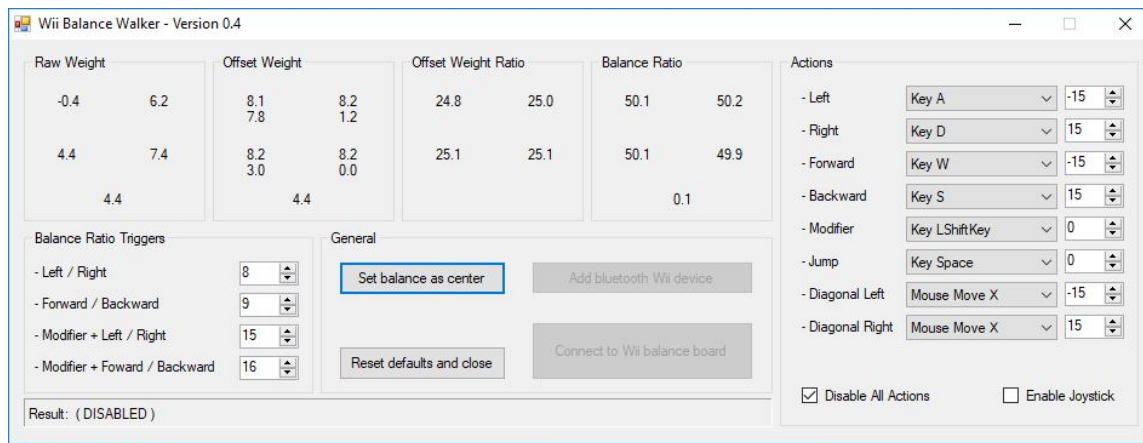 Wii Balance Walker - Version 0.4
Raw Weight
-0.4 6.2
4.4 7.4
4.4
Offset Weight
8.1 8.2
7.8 1.2
8.2 8.2
3.0 0.0
4.4
Offset Weight Ratio
24.8 25.0
25.1 25.1
Balance Ratio
50.1 50.2
50.1 49.9
0.1
Actions
- Left Key A -15
- Right Key D 15
- Forward Key W -15
- Backward Key S 15
- Modifier Key LShiftKey 0
- Jump Key Space 0
- Diagonal Left Mouse Move X -15
- Diagonal Right Mouse Move X 15
Disable All Actions Enable Joystick
Balance Ratio Triggers
- Left / Right 8
- Forward / Backward 9
- Modifier + Left / Right 15
- Modifier + Foward / Backward 16
General
Set balance as center Add bluetooth Wii device
Reset defaults and close Connect to Wii balance board
Result: ( DISABLED )